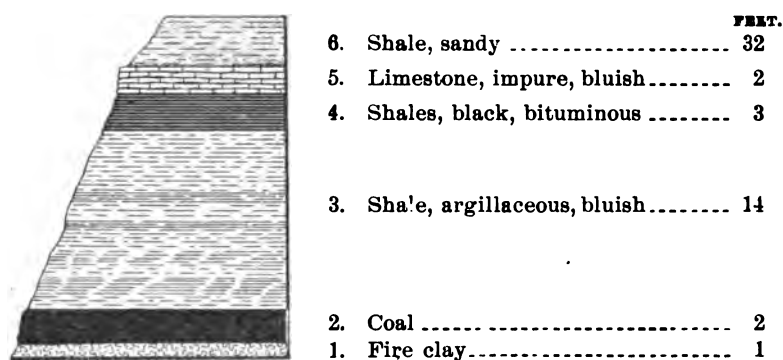 FEET.
6. Shale, sandy .................... 32
5. Limestone, impure, bluish........ 2
4. Shales, black, bituminous ........ 3
3. Sha!e, argillaceous, bluish........ 14
2. Coal ............................ 2
1. Fire clay........................ 1